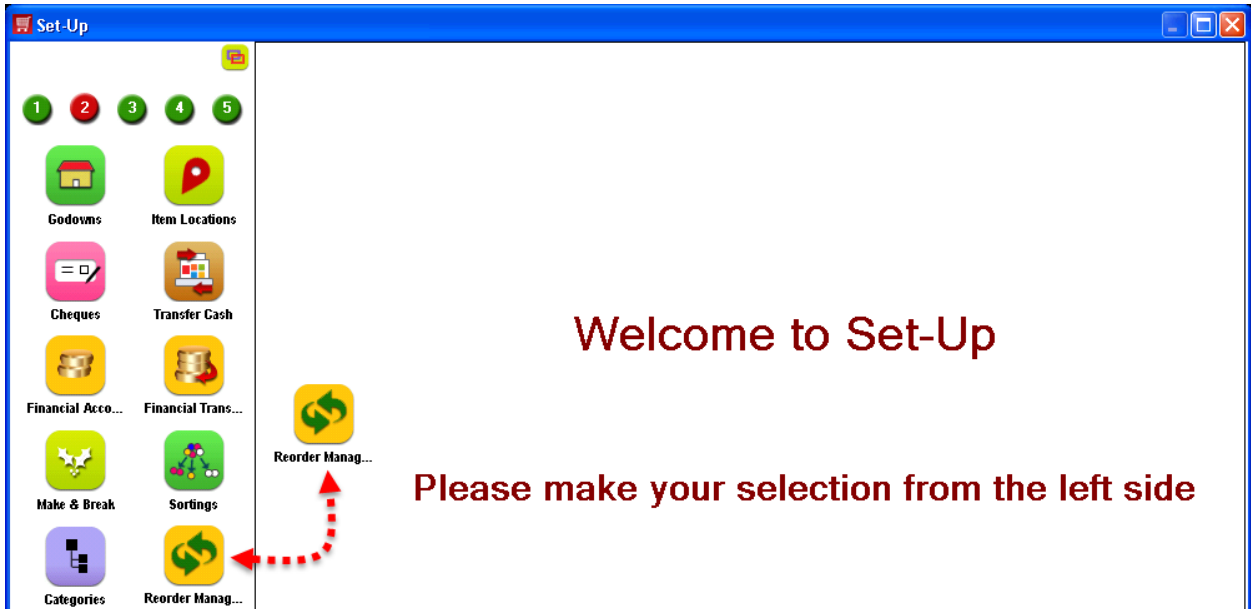 Set-Up
1 2 3 4 5
Godowns Item Locations
Cheques Transfer Cash
Welcome to Set-Up
Financial Acco... Financial Trans...
Reorder Manag...
Please make your selection from the left side
Make & Break Sortings
Categories Reorder Manag...